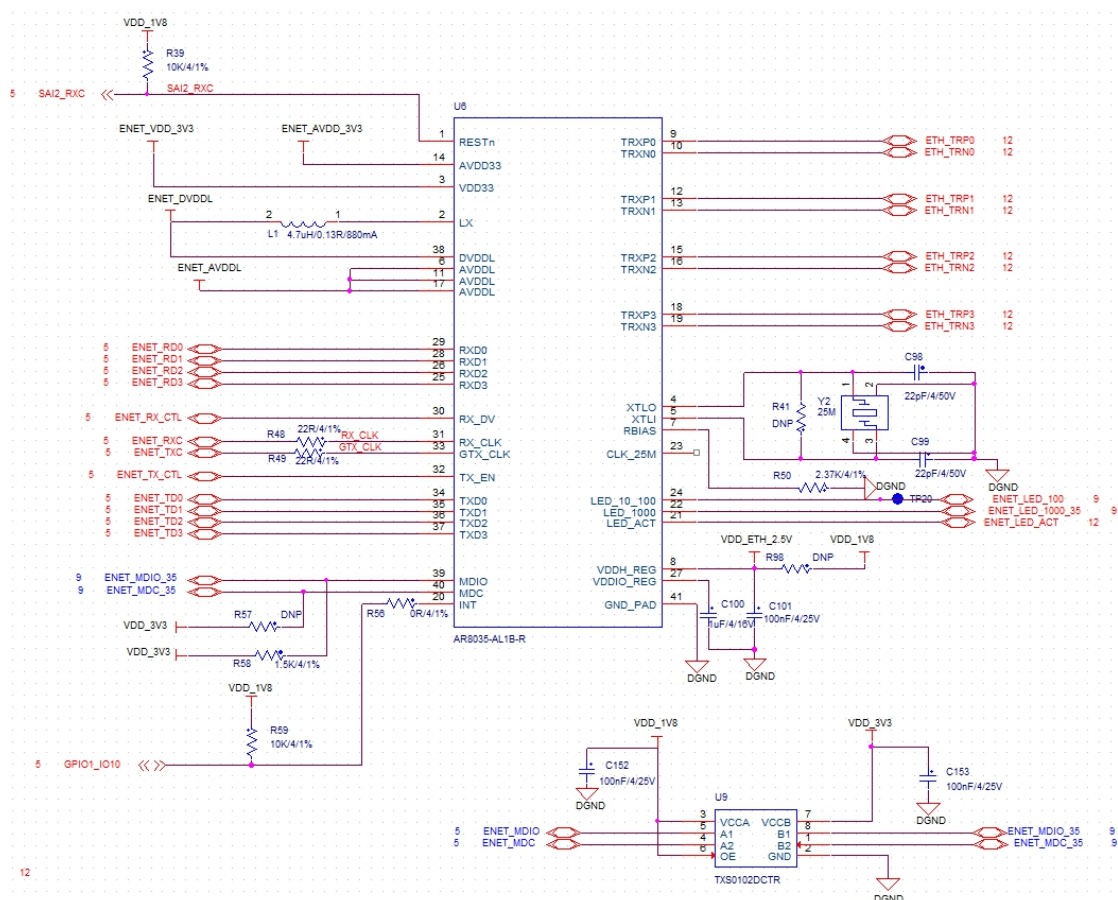 VDD_1V8
R39
10K/4/1%
5 SAI2_RXC SAI2_RXC
U6
ENET_VDD_3V3 ENET_AVDD_3V3
1 RESTn
14 AVDD33
3 VDD33
ENET_DVDDL
2 1 2 LX
L1 4.7uH/0.13R/880mA
38 DVDDL
6 AVDDL
ENET_AVDDL
11 AVDDL
17 AVDDL
5 ENET_RD0 29 RXD0
5 ENET_RD1 28 RXD1
5 ENET_RD2 26 RXD2
5 ENET_RD3 25 RXD3
5 ENET_RX_CTL 30 RX_DV
5 ENET_RXC R48 22R/4/1% RX_CLK 31 RX_CLK
5 ENET_TXC R49 22R/4/1% GTX_CLK 33 GTX_CLK
5 ENET_TX_CTL 32 TX_EN
5 ENET_TD0 34 TXD0
5 ENET_TD1 35 TXD1
5 ENET_TD2 36 TXD2
5 ENET_TD3 37 TXD3
9 ENET_MDIO_35 39 MDIO
9 ENET_MDC_35 40 MDC
20 INT
R56 0R/4/1%
R57 DNP
VDD_3V3
VDD_3V3
R58 1.5K/4/1%
AR8035-AL1B-R
TRXP0 9 ETH_TRP0 12
TRXN0 10 ETH_TRN0 12
TRXP1 12 ETH_TRP1 12
TRXN1 13 ETH_TRN1 12
TRXP2 15 ETH_TRP2 12
TRXN2 16 ETH_TRN2 12
TRXP3 18 ETH_TRP3 12
TRXN3 19 ETH_TRN3 12
C98
22pF/4/50V
1 2
Y2
25M
R41
DNP
4 3
C99
22pF/4/50V
DGND
XTLO 4
XTLI 5
RBIAS 7
CLK_25M 23
R50 2.37K/4/1%
DGND
TP20
LED_10_100 24 ENET_LED_100 9
LED_1000 22 ENET_LED_1000_35 9
LED_ACT 21 ENET_LED_ACT 12
VDD_ETH_2.5V VDD_1V8
R98 DNP
VDDH_REG 8
VDDIO_REG 27
GND_PAD 41
C100
1uF/4/16V
C101
100nF/4/25V
DGND
DGND
VDD_1V8
R59
10K/4/1%
5 GPIO1_IO10
VDD_1V8 VDD_3V3
C152
100nF/4/25V
DGND
C153
100nF/4/25V
DGND
U9
3 VCCA VCCB 7
5 ENET_MDIO 5 A1 B1 8 ENET_MDIO_35 9
5 ENET_MDC 4 A2 B2 1 ENET_MDC_35 9
6 OE GND 2
TXS0102DCTR
DGND
12